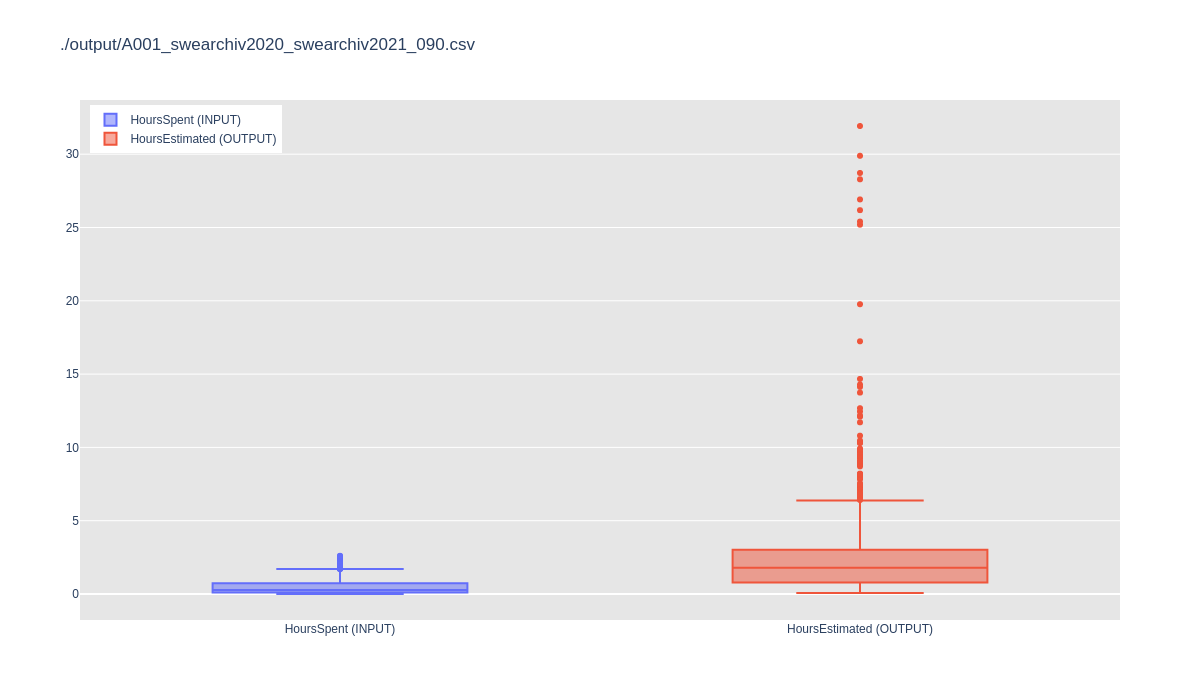 ./output/A001_swearchiv2020_swearchiv2021_090.csv
HoursSpent (INPUT)
HoursEstimated (OUTPUT)
30
25
20
15
10
5
0
HoursSpent (INPUT)
HoursEstimated (OUTPUT)